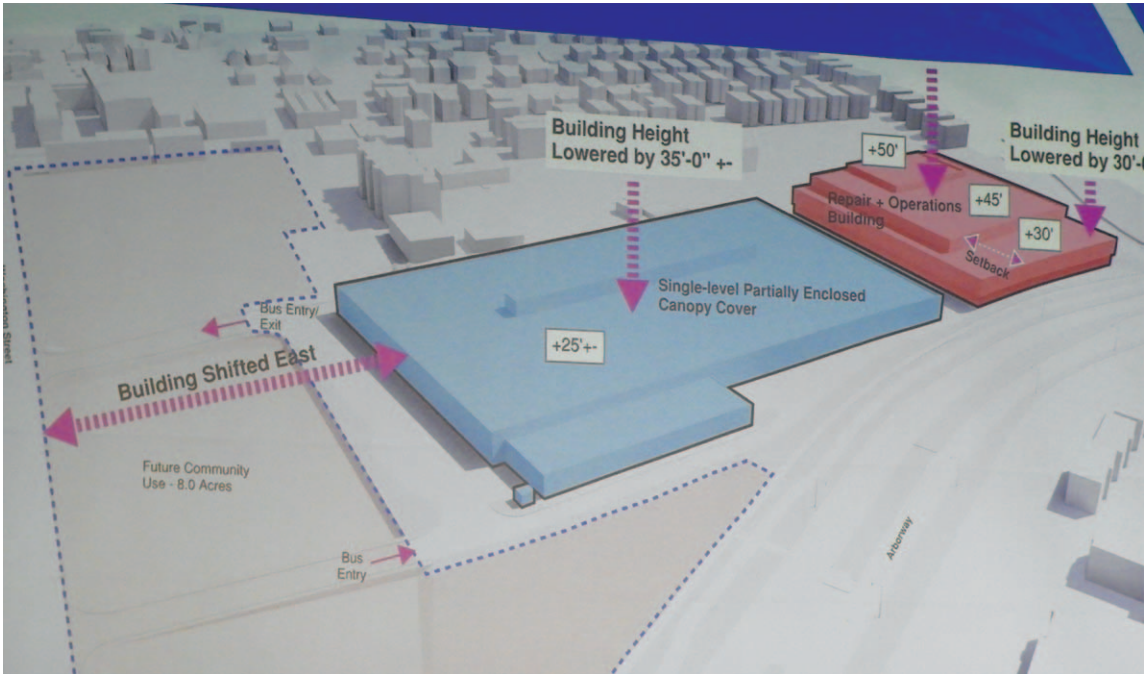 Building Height
Lowered by 35'-0" +-
Building Height
Lowered by 30'-
+50'
+45'
+30'
Repair + Operations
Building
Setback
Single-level Partially Enclosed
Canopy Cover
+25'+-
Bus Entry/
Exit
Building Shifted East
Future Community
Use - 8.0 Acres
Bus
Entry
Arborway
Street